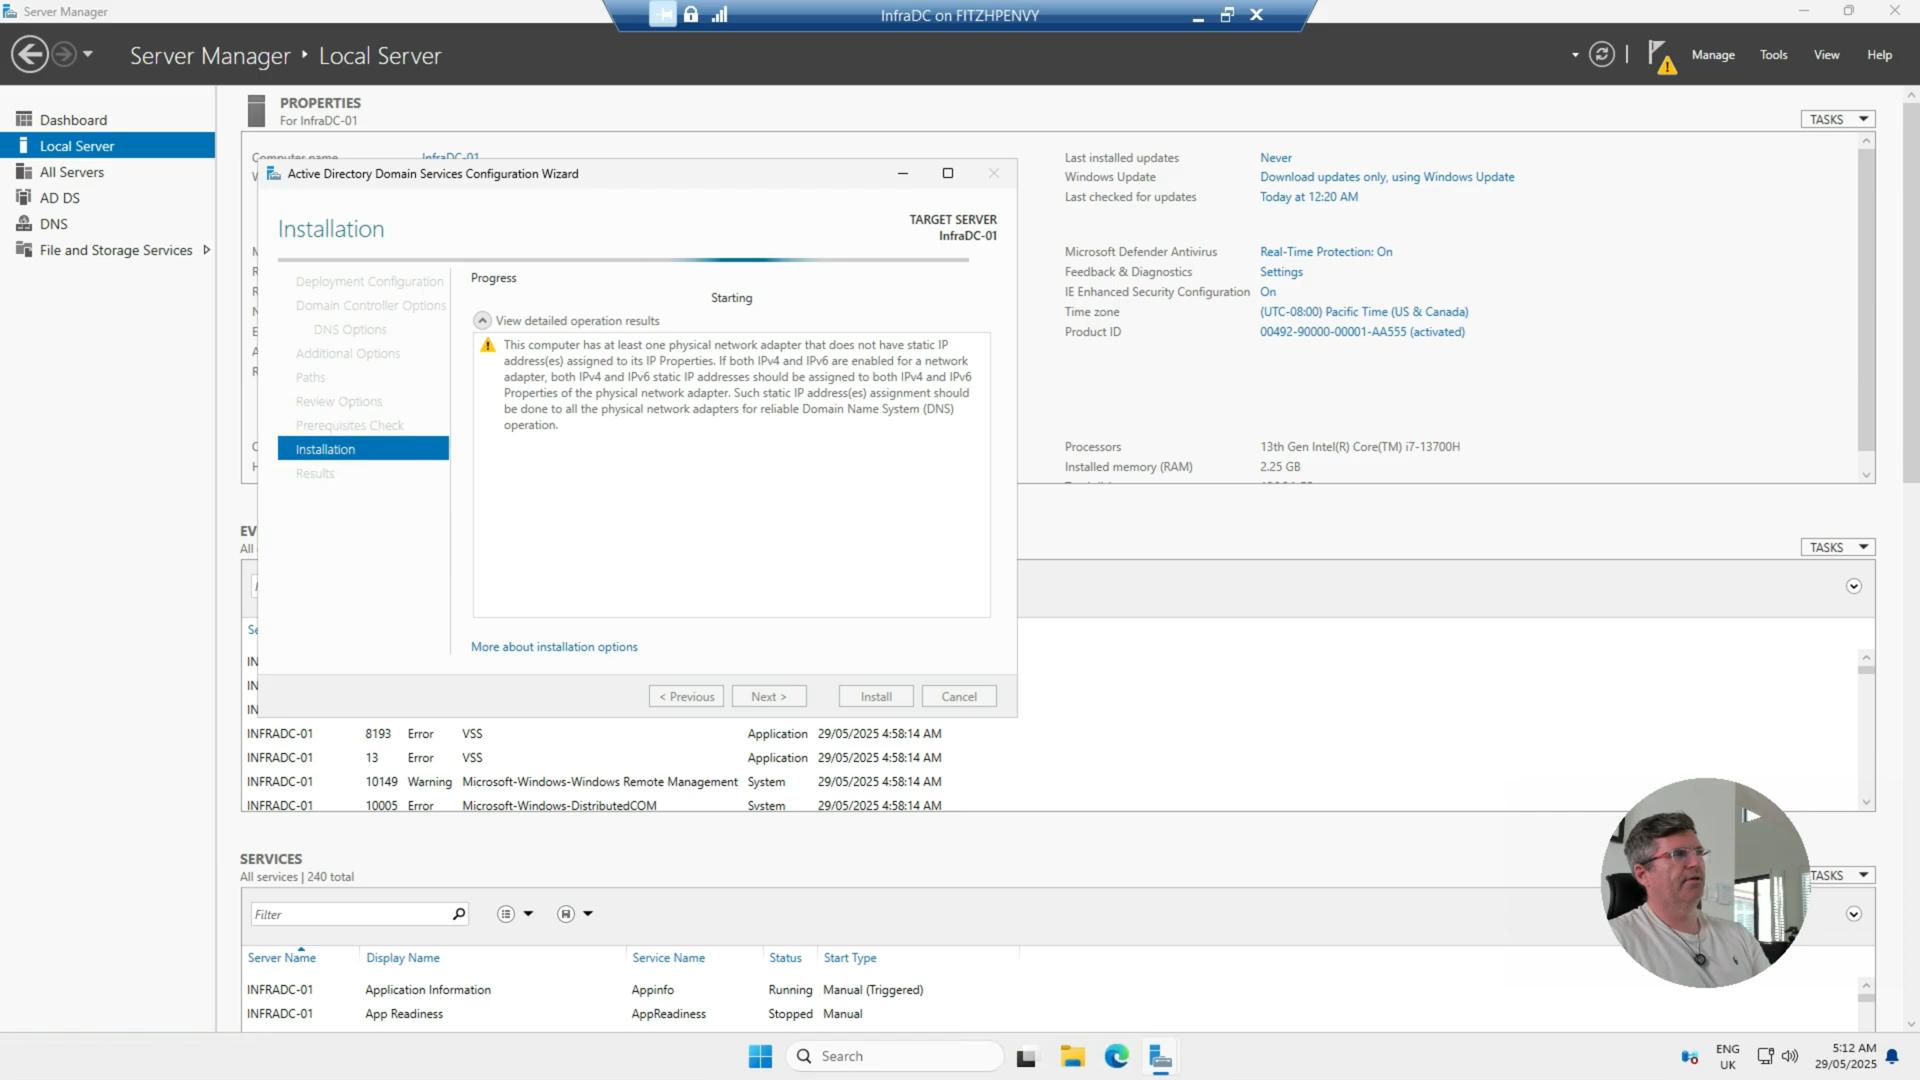 Server Manager
InfraDC on FITZHPENVY
Server Manager
Local Server
Manage
Tools
View
Help
Dashboard
Local Server
All Servers
AD DS
DNS
File and Storage Services
PROPERTIES
For InfraDC-01
TASKS
Computer name
InfraDC-01
Last installed updates
Never
Windows Update
Download updates only, using Windows Update
Last checked for updates
Today at 12:20 AM
Microsoft Defender Antivirus
Real-Time Protection: On
Feedback & Diagnostics
Settings
IE Enhanced Security Configuration
On
Time zone
(UTC-08:00) Pacific Time (US & Canada)
Product ID
00492-90000-00001-AA555 (activated)
Processors
13th Gen Intel(R) Core(TM) i7-13700H
Installed memory (RAM)
2.25 GB
Active Directory Domain Services Configuration Wizard
Installation
TARGET SERVER
InfraDC-01
Deployment Configuration
Domain Controller Options
DNS Options
Additional Options
Paths
Review Options
Prerequisites Check
Installation
Results
Progress
Starting
View detailed operation results
This computer has at least one physical network adapter that does not have static IP
address(es) assigned to its IP Properties. If both IPv4 and IPv6 are enabled for a network
adapter, both IPv4 and IPv6 static IP addresses should be assigned to both IPv4 and IPv6
Properties of the physical network adapter. Such static IP address(es) assignment should
be done to all the physical network adapters for reliable Domain Name System (DNS)
operation.
More about installation options
< Previous
Next >
Install
Cancel
EV
All
TASKS
Se
IN
IN
IN
INFRADC-01 8193 Error VSS Application 29/05/2025 4:58:14 AM
INFRADC-01 13 Error VSS Application 29/05/2025 4:58:14 AM
INFRADC-01 10149 Warning Microsoft-Windows-Windows Remote Management System 29/05/2025 4:58:14 AM
INFRADC-01 10005 Error Microsoft-Windows-DistributedCOM System 29/05/2025 4:58:14 AM
SERVICES
All services | 240 total
TASKS
Filter
Server Name Display Name Service Name Status Start Type
INFRADC-01 Application Information Appinfo Running Manual (Triggered)
INFRADC-01 App Readiness AppReadiness Stopped Manual
Search
ENG
UK
5:12 AM
29/05/2025